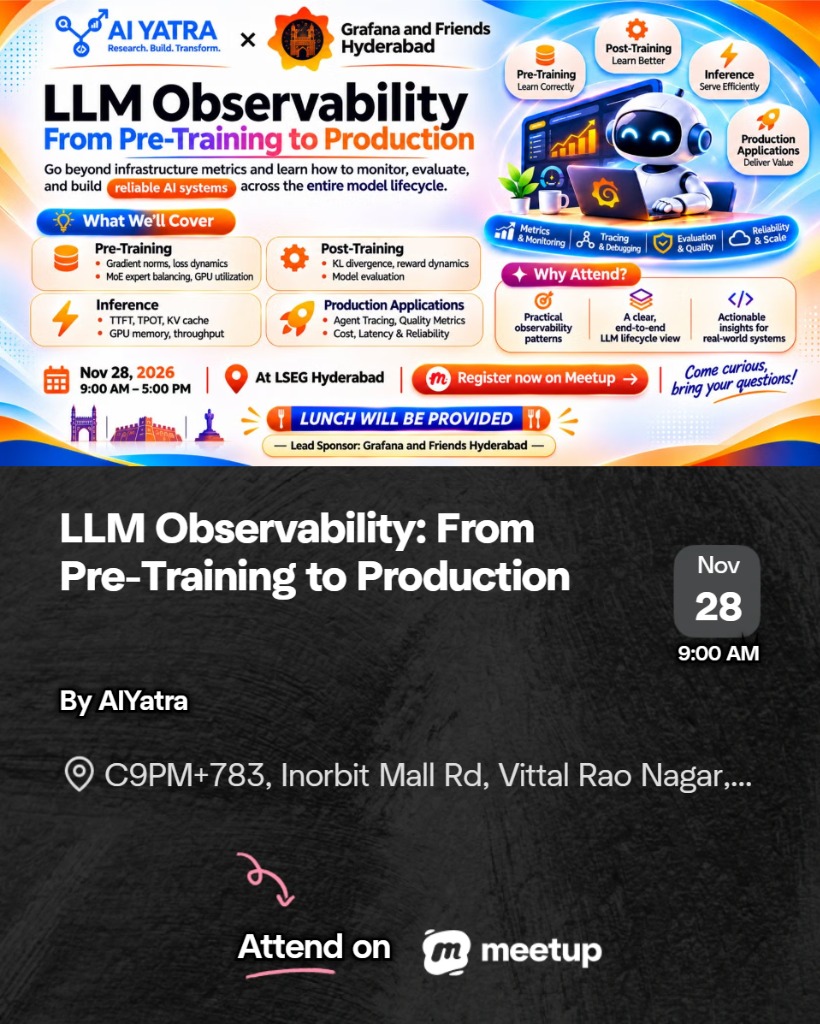 AI YATRA
Research. Build. Transform.
×
Grafana and Friends
Hyderabad
LLM Observability
From Pre-Training to Production
Go beyond infrastructure metrics and learn how to monitor, evaluate,
and build reliable AI systems across the entire model lifecycle.
Pre-Training
Learn Correctly
Post-Training
Learn Better
Inference
Serve Efficiently
Production
Applications
Deliver Value
Metrics
& Monitoring
Tracing
& Debugging
Evaluation
& Quality
Reliability
& Scale
What We'll Cover
Pre-Training
• Gradient norms, loss dynamics
• MoE expert balancing, GPU utilization
Post-Training
• KL divergence, reward dynamics
• Model evaluation
Inference
• TTFT, TPOT, KV cache
• GPU memory, throughput
Production Applications
• Agent Tracing, Quality Metrics
• Cost, Latency & Reliability
Why Attend?
Practical
observability
patterns
A clear,
end-to-end
LLM lifecycle view
Actionable
insights for
real-world systems
Nov 28, 2026
9:00 AM – 5:00 PM
At LSEG Hyderabad
m Register now on Meetup →
Come curious,
bring your questions!
LUNCH WILL BE PROVIDED
— Lead Sponsor: Grafana and Friends Hyderabad —
LLM Observability: From
Pre-Training to Production
Nov
28
9:00 AM
By AIYatra
C9PM+783, Inorbit Mall Rd, Vittal Rao Nagar,...
Attend on
m meetup